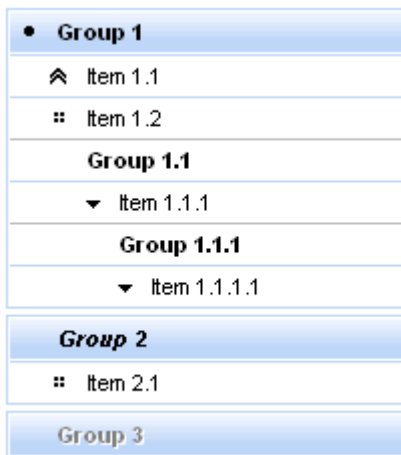 Group 1
Item 1.1
Item 1.2
Group 1.1
Item 1.1.1
Group 1.1.1
Item 1.1.1.1
Group 2
Item 2.1
Group 3